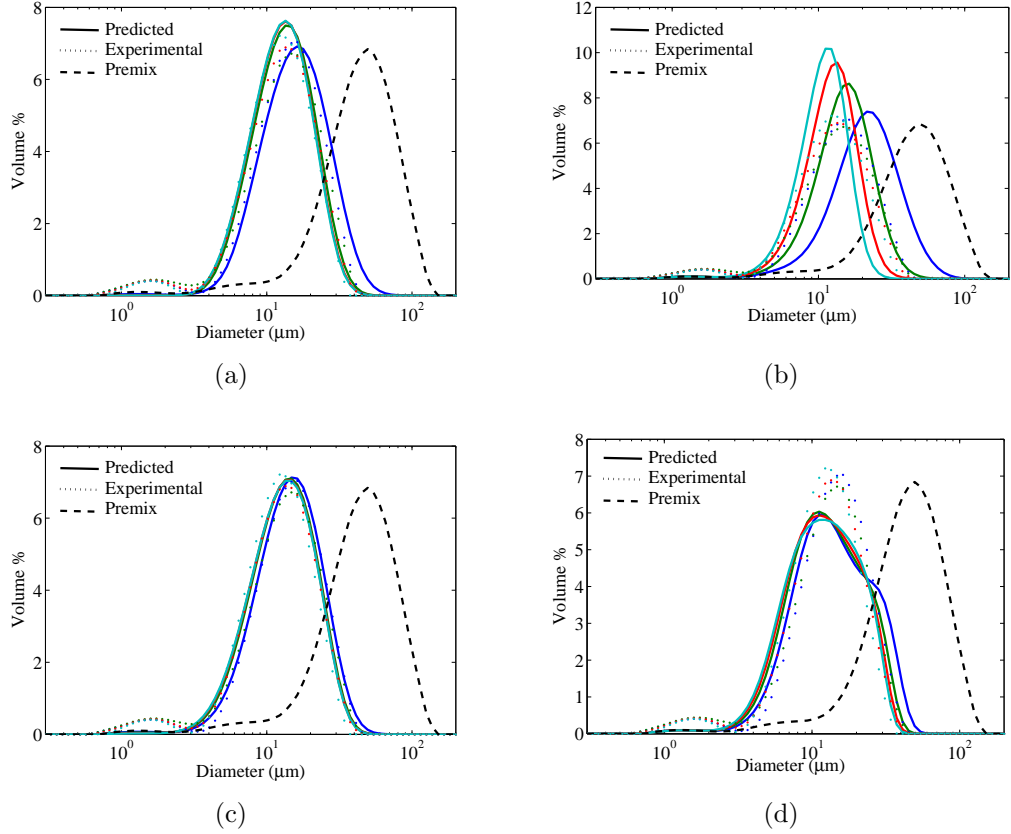 8
6
4
2
0
Volume %
Predicted
Experimental
Premix
10^0
10^1
10^2
Diameter (μm)
(a)
12
10
8
6
4
2
0
Volume %
Predicted
Experimental
Premix
10^0
10^1
10^2
Diameter (μm)
(b)
8
6
4
2
0
Volume %
Predicted
Experimental
Premix
10^0
10^1
10^2
Diameter (μm)
(c)
8
7
6
5
4
3
2
1
0
Volume %
Predicted
Experimental
Premix
10^0
10^1
10^2
Diameter (μm)
(d)